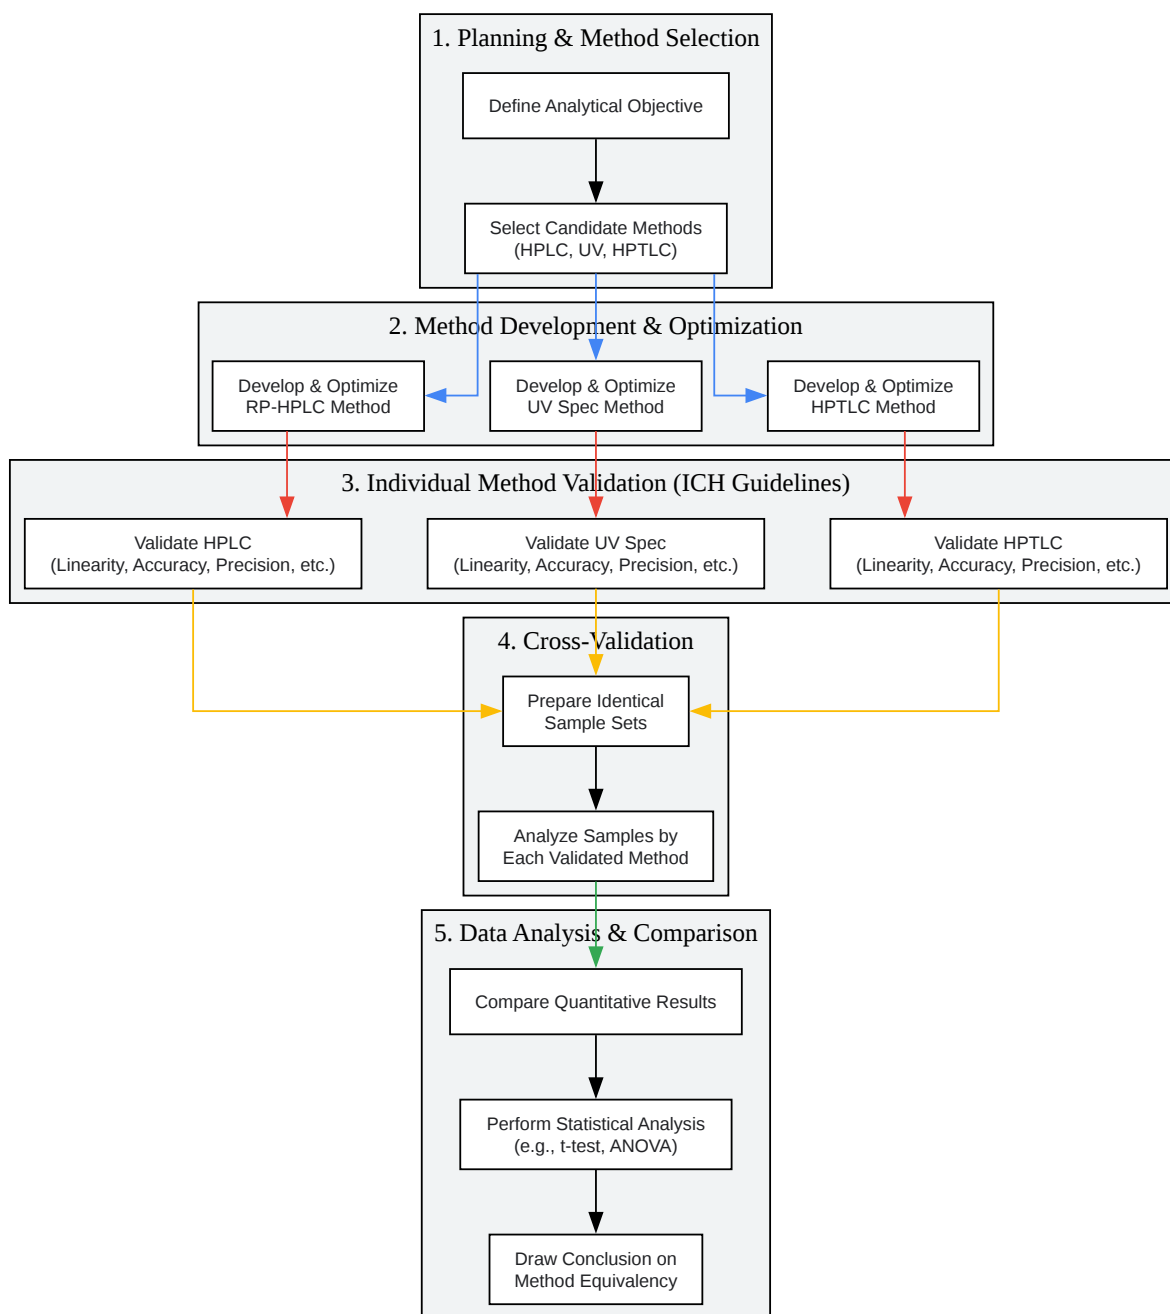 1. Planning & Method Selection
Define Analytical Objective
Select Candidate Methods
(HPLC, UV, HPTLC)
2. Method Development & Optimization
Develop & Optimize
RP-HPLC Method
Develop & Optimize
UV Spec Method
Develop & Optimize
HPTLC Method
3. Individual Method Validation (ICH Guidelines)
Validate HPLC
(Linearity, Accuracy, Precision, etc.)
Validate UV Spec
(Linearity, Accuracy, Precision, etc.)
Validate HPTLC
(Linearity, Accuracy, Precision, etc.)
4. Cross-Validation
Prepare Identical
Sample Sets
Analyze Samples by
Each Validated Method
5. Data Analysis & Comparison
Compare Quantitative Results
Perform Statistical Analysis
(e.g., t-test, ANOVA)
Draw Conclusion on
Method Equivalency